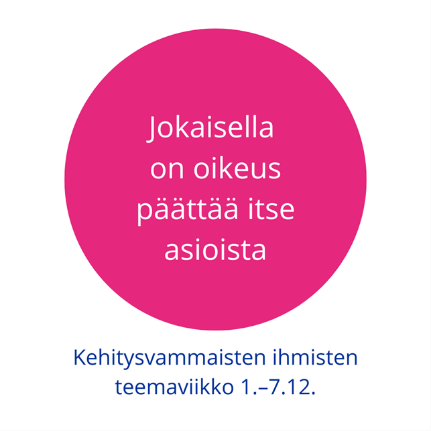 Jokaisella
on oikeus
päättää itse
asioista
Kehitysvammaisten ihmisten
teemaviikko 1.–7.12.